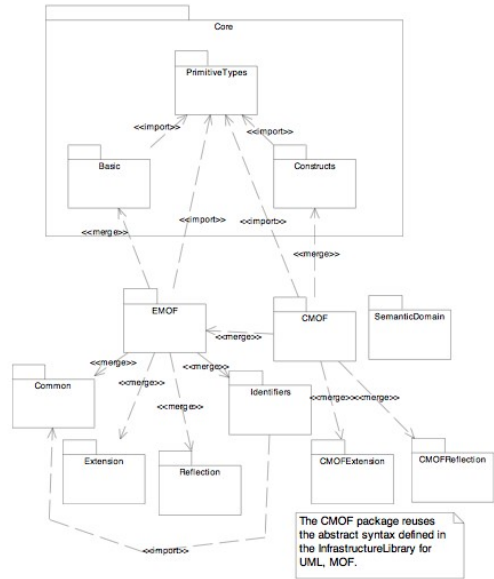 Core
PrimitiveTypes
<<import>>
<<import>>
Basic
Constructs
<<import>>
<<import>>
<<merge>>
<<merge>>
EMOF
CMOF
SemanticDomain
<<merge>>
<<merge>>
<<merge>>
<<merge>>
Common
Identifiers
<<merge>>
<<merge>>
<<merge>>
Extension
Reflection
CMOFExtension
CMOFReflection
The CMOF package reuses
the abstract syntax defined in
the InfrastructureLibrary for
UML, MOF.
<<import>>